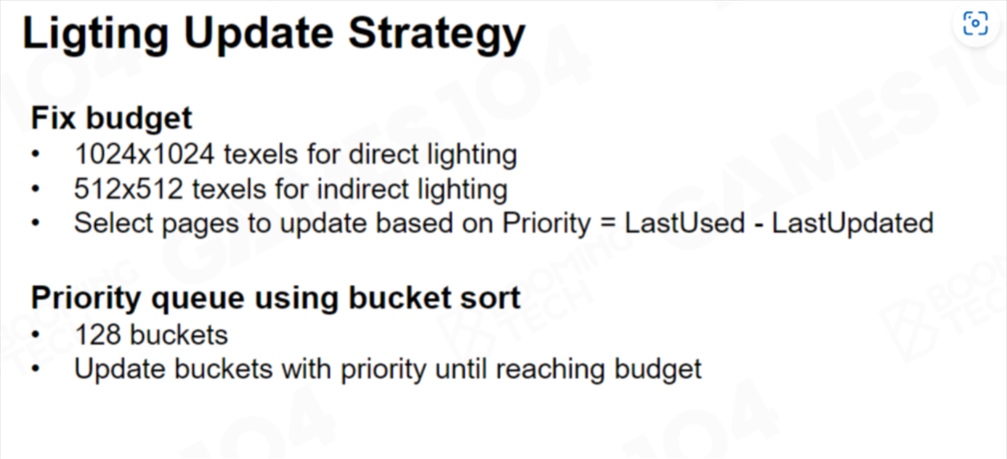 Ligting Update Strategy
Fix budget
• 1024x1024 texels for direct lighting
• 512x512 texels for indirect lighting
• Select pages to update based on Priority = LastUsed - LastUpdated
Priority queue using bucket sort
• 128 buckets
• Update buckets with priority until reaching budget
GAMES104
BOOMING
TECH